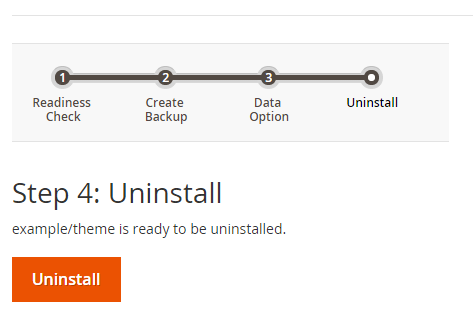 1 2 3
Readiness Check
Create Backup
Data Option
Uninstall
Step 4: Uninstall
example/theme is ready to be uninstalled.
Uninstall